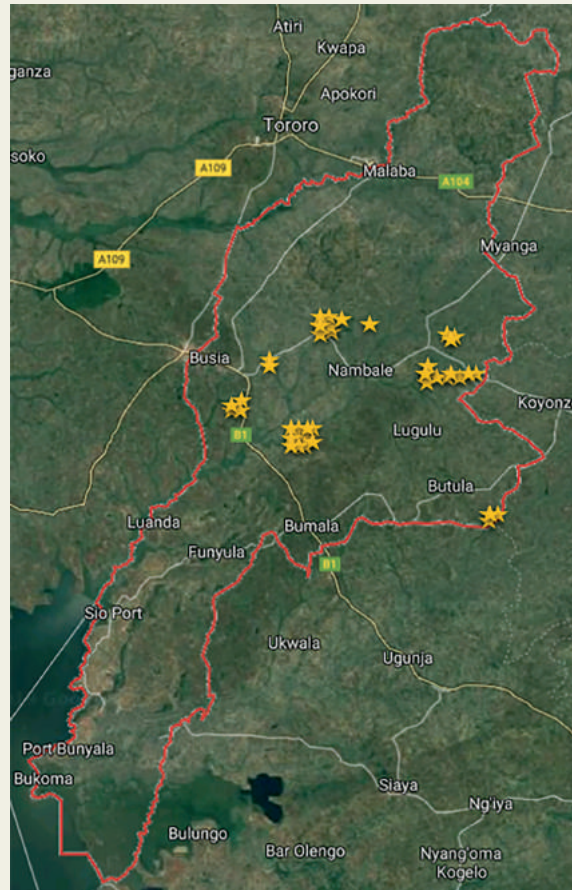 Atiri
Kwapa
ganza
Apokori
Tororo
soko
A109
Malaba
A104
Myanga
A109
Busia
Nambale
Koyonz
B1
Lugulu
Butula
Luanda
Bumala
Funyula
B1
Sio Port
Ukwala
Ugunja
Port Bunyala
Bukoma
Siaya
Ng'iya
Bulungo
Bar Olengo
Nyang'oma
Kogelo